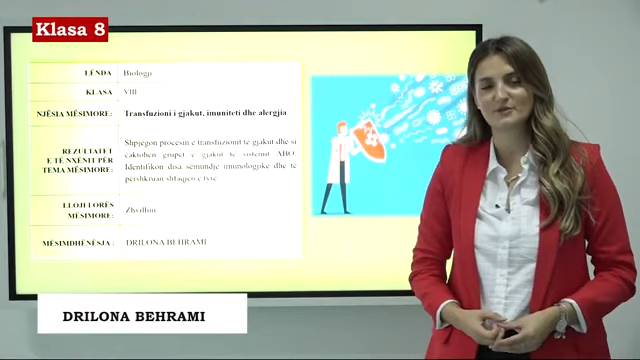 Klasa 8
LËNDA Biologji
KLASA VIII
NJËSIA MËSIMORE: Transfuzioni i gjakut, imuniteti dhe alergjia
REZULTATET
E TË NXËNIT PËR
TEMA MËSIMORE:
Shpjegon procesin e transfuzionit të gjakut dhe si
caktohen grupet e gjakut te sistemit ABO.
Identifikon disa sëmundje imunologjike dhe të
përshkruan shfaqjen e tyre
LLOJI I ORËS
MËSIMORE:
Zhvillim
MËSIMDHËNËSJA : DRILONA BEHRAMI
DRILONA BEHRAMI